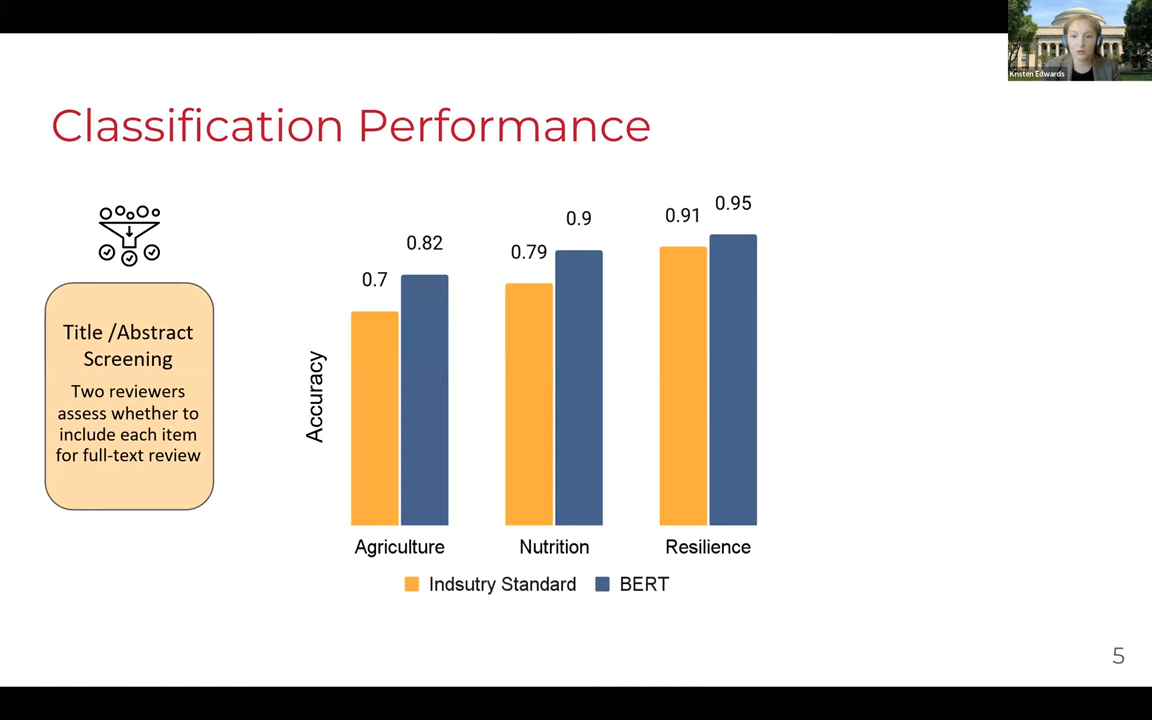 Kristen Edwards
Classification Performance
Title /Abstract
Screening
Two reviewers
assess whether to
include each item
for full-text review
Accuracy
0.7
0.82
0.79
0.9
0.91
0.95
Agriculture
Nutrition
Resilience
Indsutry Standard
BERT
5